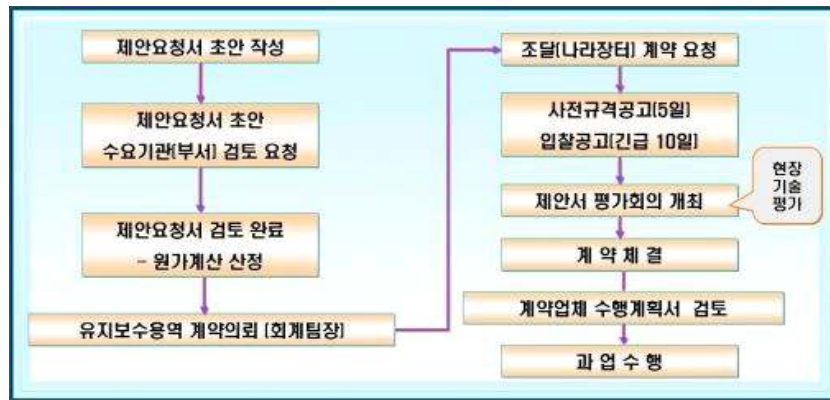 제안요청서 초안 작성
제안요청서 초안
수요기관(부서) 검토 요청
제안요청서 검토 완료
- 원가계산 산정
유지보수용역 계약의뢰 (회계팀장)
조달(나라장터) 계약 요청
사전규격공고(5일)
입찰공고(긴급 10일)
현장
기술
평가
제안서 평가회의 개최
계 약 체 결
계약업체 수행계획서 검토
과 업 수 행